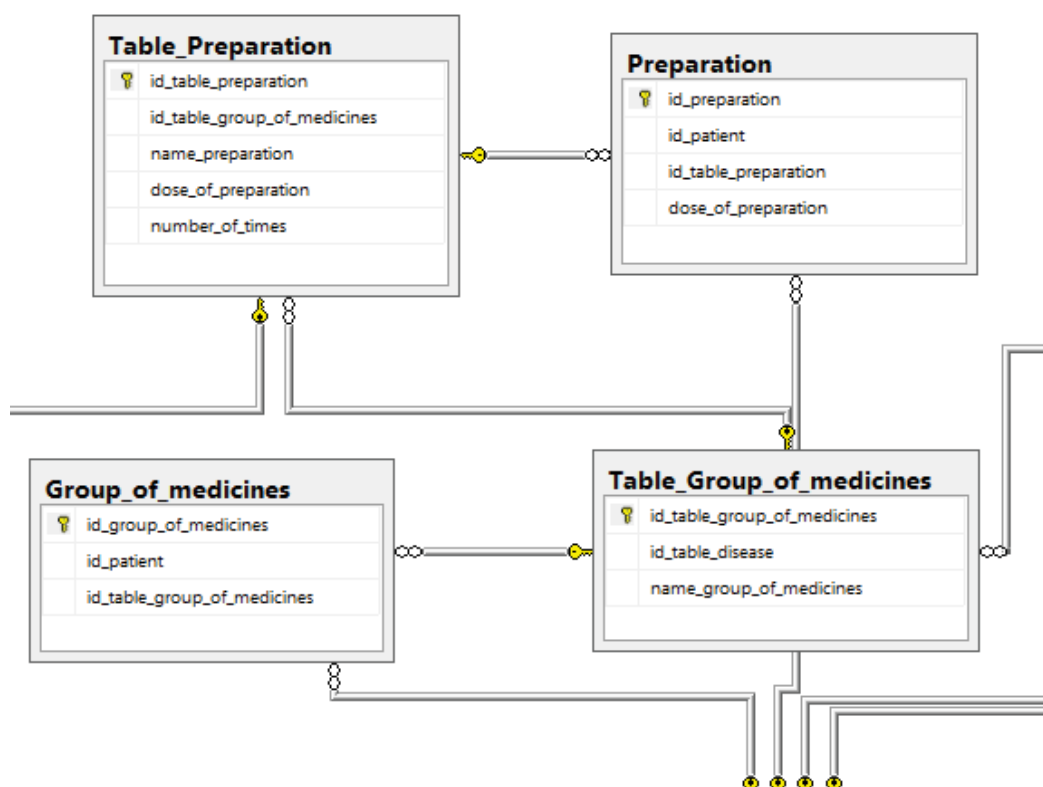 Table_Preparation
id_table_preparation
id_table_group_of_medicines
name_preparation
dose_of_preparation
number_of_times
Preparation
id_preparation
id_patient
id_table_preparation
dose_of_preparation
Group_of_medicines
id_group_of_medicines
id_patient
id_table_group_of_medicines
Table_Group_of_medicines
id_table_group_of_medicines
id_table_disease
name_group_of_medicines